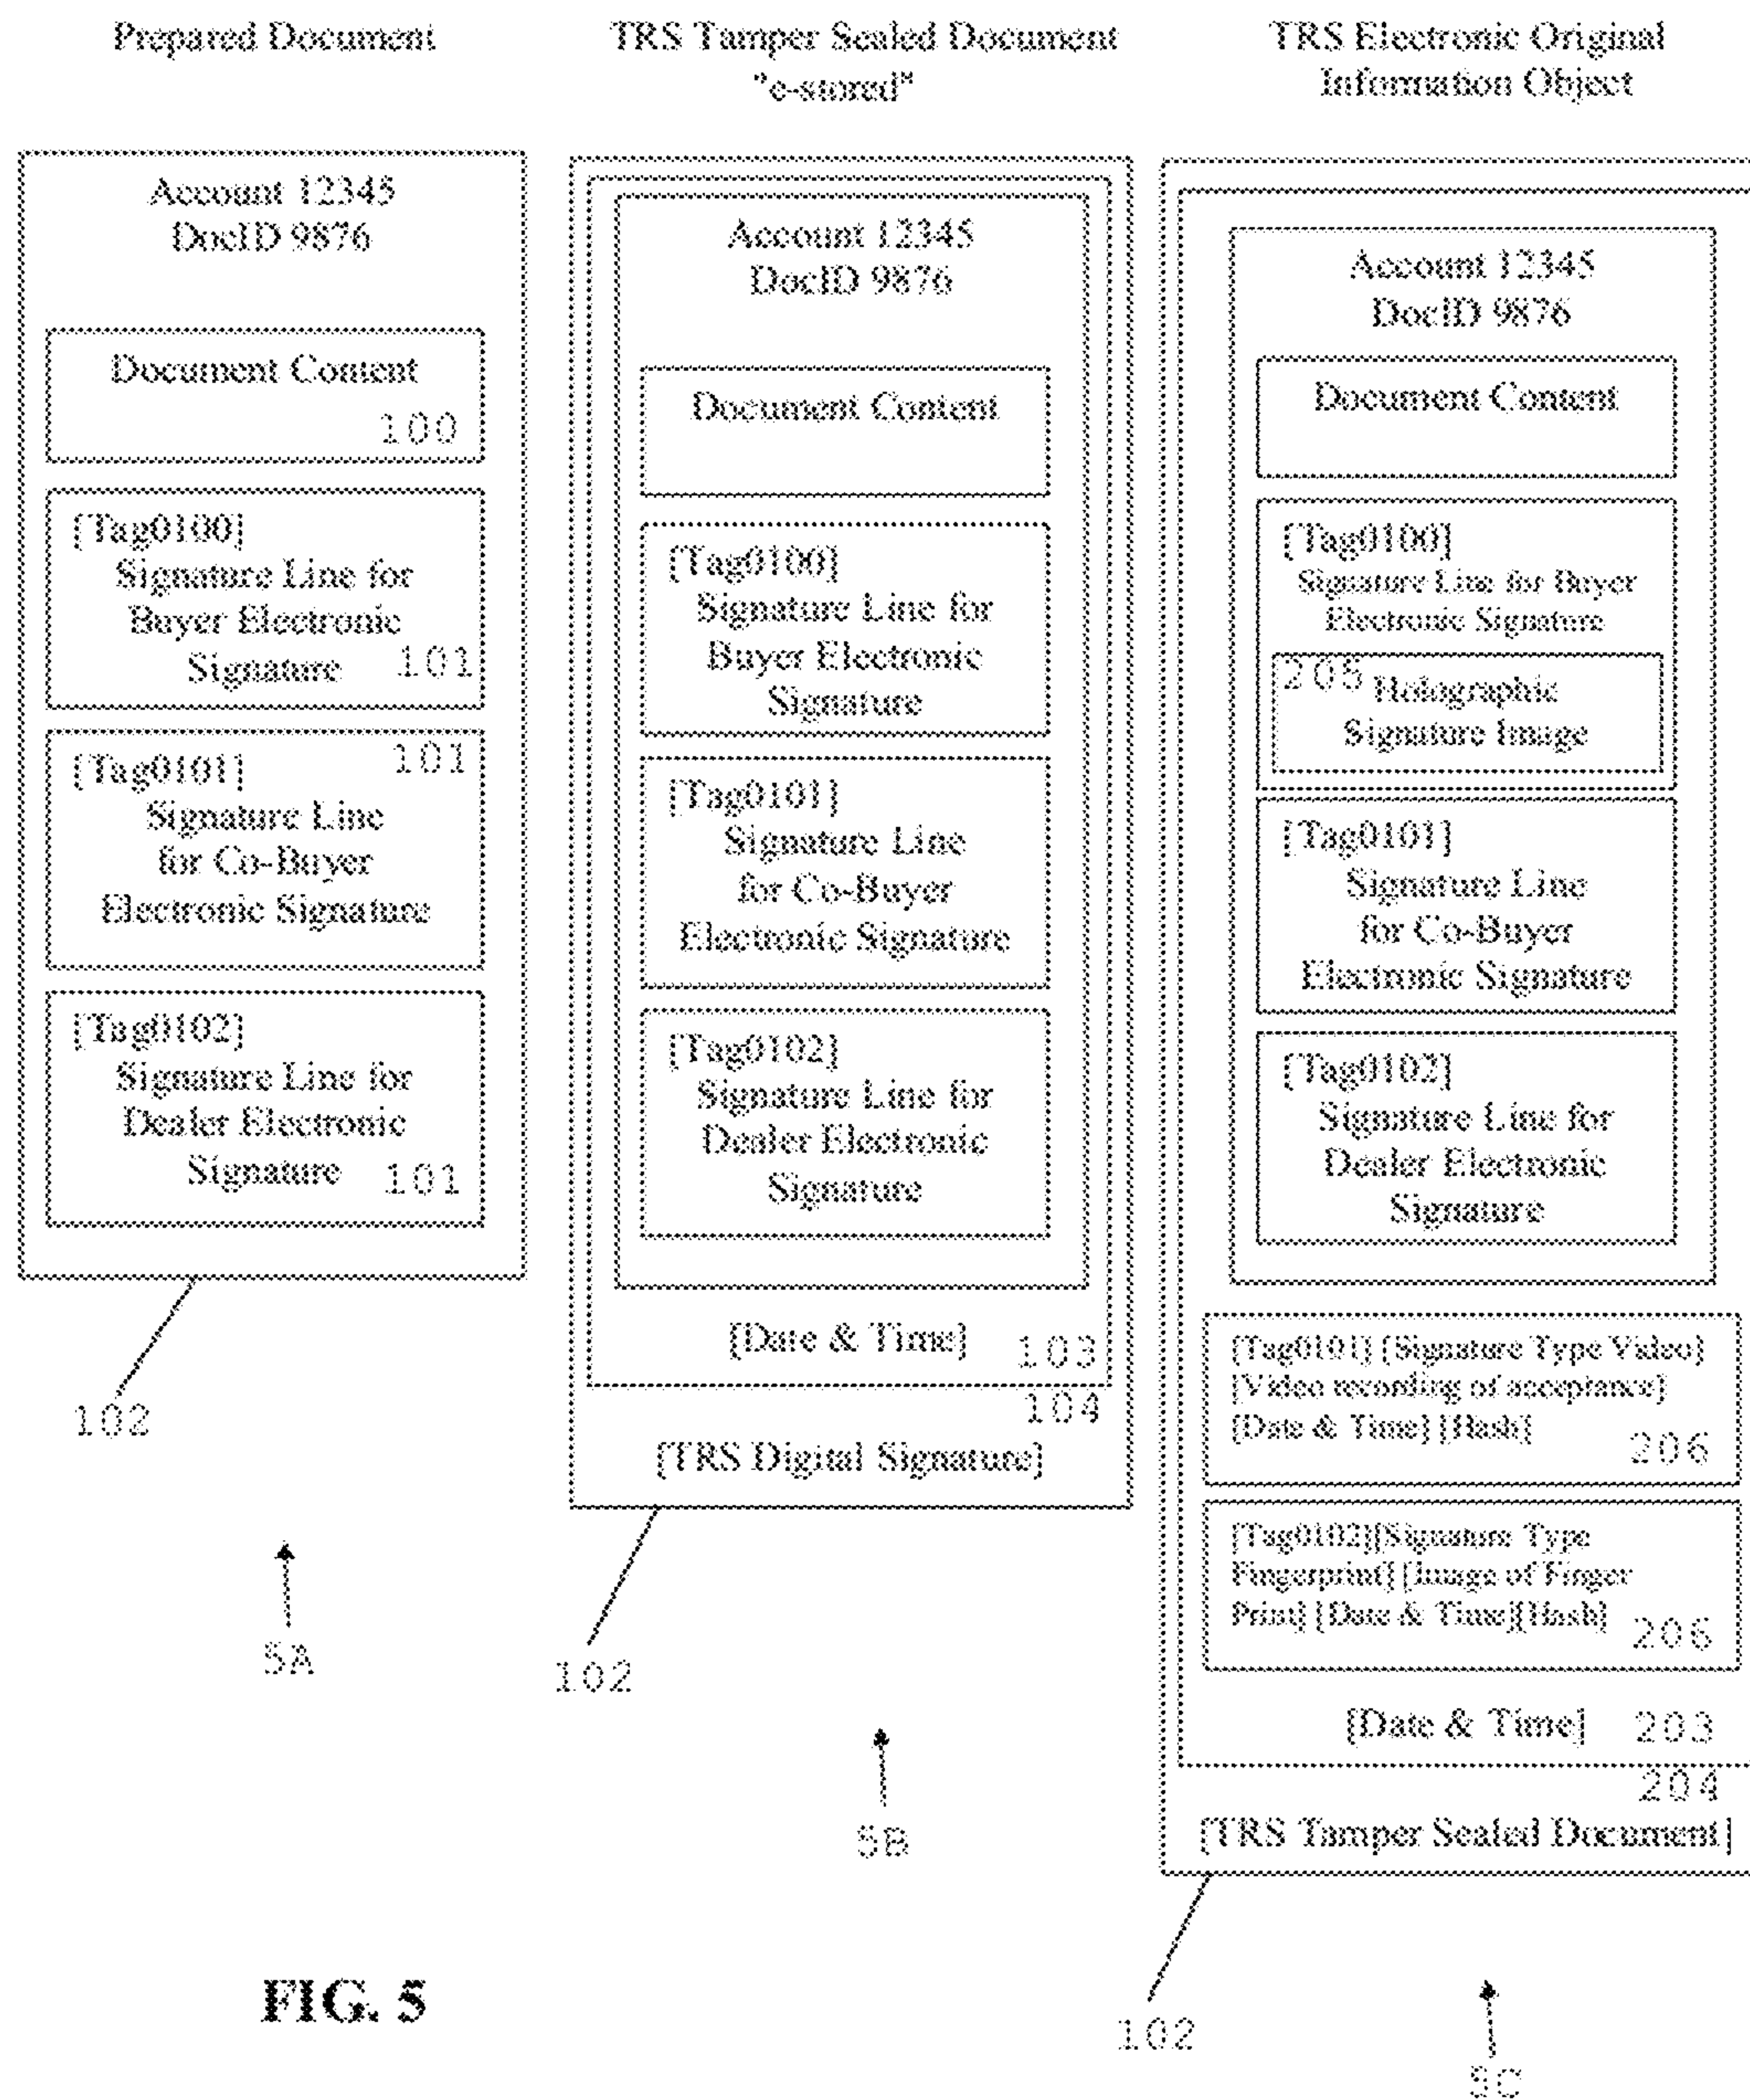 Prepared Document
Account 12345
DocID 9876
Document Content
100
[Tag0100]
Signature Line for
Buyer Electronic
Signature 101
101
[Tag0101]
Signature Line
for Co-Buyer
Electronic Signature
[Tag0102]
Signature Line for
Dealer Electronic
Signature 101
102
5A
TRS Tamper Sealed Document
"e-stored"
Account 12345
DocID 9876
Document Content
[Tag0100]
Signature Line for
Buyer Electronic
Signature
[Tag0101]
Signature Line
for Co-Buyer
Electronic Signature
[Tag0102]
Signature Line for
Dealer Electronic
Signature
[Date & Time] 103
104
[TRS Digital Signature]
102
5B
TRS Electronic Original
Information Object
Account 12345
DocID 9876
Document Content
[Tag0100]
Signature Line for Buyer
Electronic Signature
205 Holographic
Signature Image
[Tag0101]
Signature Line
for Co-Buyer
Electronic Signature
[Tag0102]
Signature Line for
Dealer Electronic
Signature
[Tag0101] [Signature Type Video]
[Video recording of acceptance]
[Date & Time] [Hash]
206
[Tag0102][Signature Type
Fingerprint] [Image of Finger
Print] [Date & Time][Hash]
206
[Date & Time] 203
204
[TRS Tamper Sealed Document]
102
5C
FIG. 5